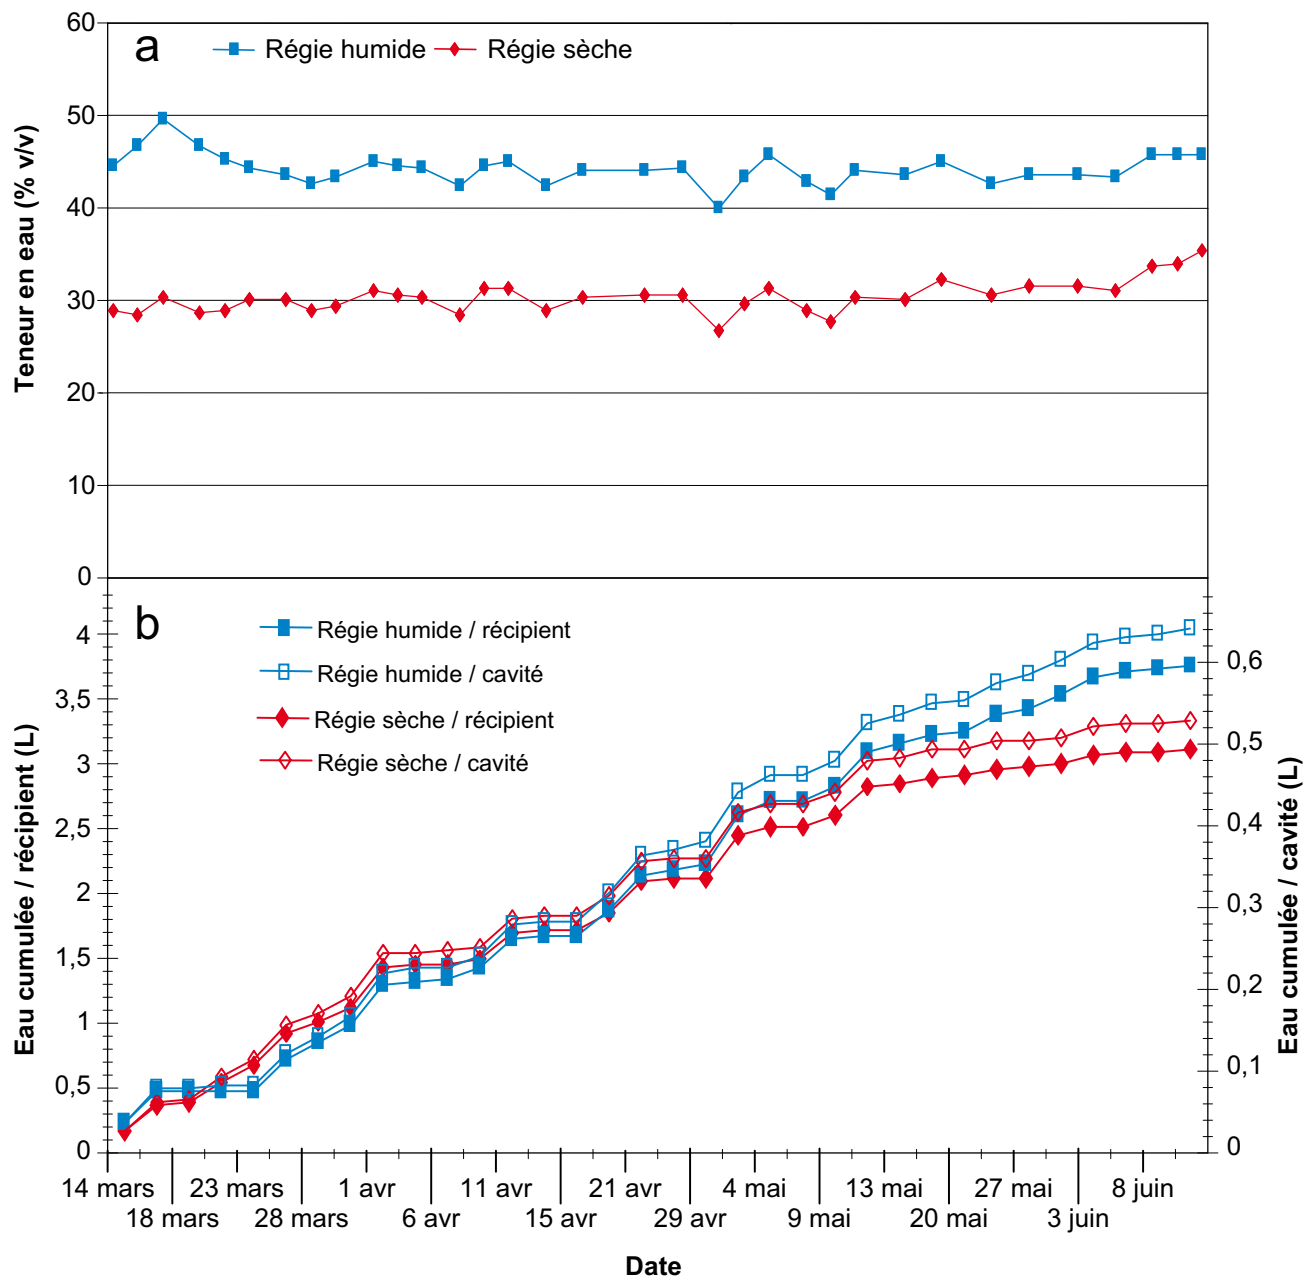 a
Régie humide
Régie sèche
Teneur en eau (% v/v)
60
50
40
30
20
10
0
b
Régie humide / récipient
Régie humide / cavité
Régie sèche / récipient
Régie sèche / cavité
Eau cumulée / récipient (L)
4
3,5
3
2,5
2
1,5
1
0,5
0
Eau cumulée / cavité (L)
0,6
0,5
0,4
0,3
0,2
0,1
0
14 mars 23 mars 1 avr 11 avr 21 avr 4 mai 13 mai 27 mai 8 juin
18 mars 28 mars 6 avr 15 avr 29 avr 9 mai 20 mai 3 juin
Date